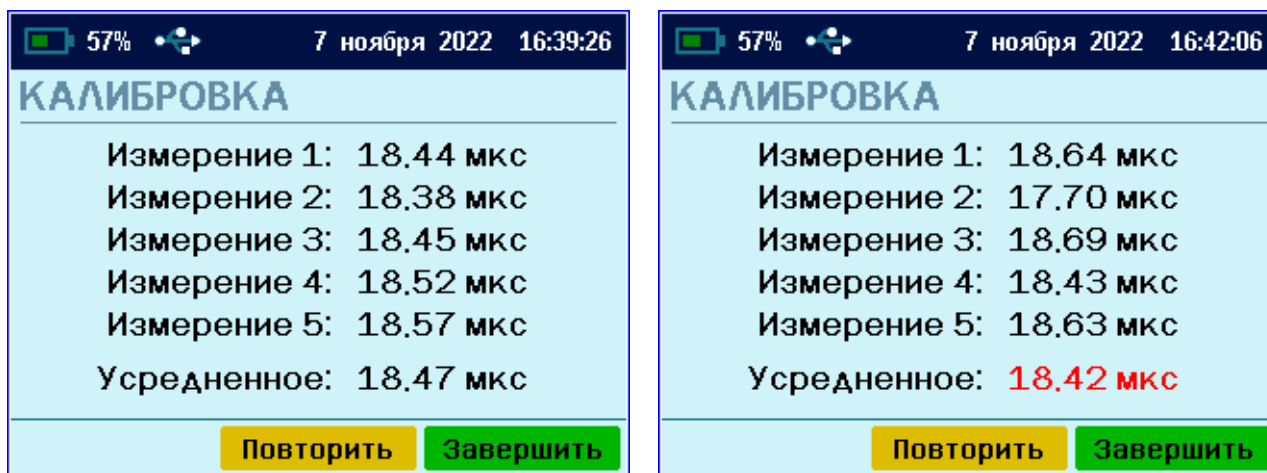 57% 7 ноября 2022 16:39:26
КАЛИБРОВКА
Измерение 1: 18.44 мкс
Измерение 2: 18.38 мкс
Измерение 3: 18.45 мкс
Измерение 4: 18.52 мкс
Измерение 5: 18.57 мкс
Усредненное: 18.47 мкс
Повторить Завершить
57% 7 ноября 2022 16:42:06
КАЛИБРОВКА
Измерение 1: 18.64 мкс
Измерение 2: 17.70 мкс
Измерение 3: 18.69 мкс
Измерение 4: 18.43 мкс
Измерение 5: 18.63 мкс
Усредненное: 18.42 мкс
Повторить Завершить